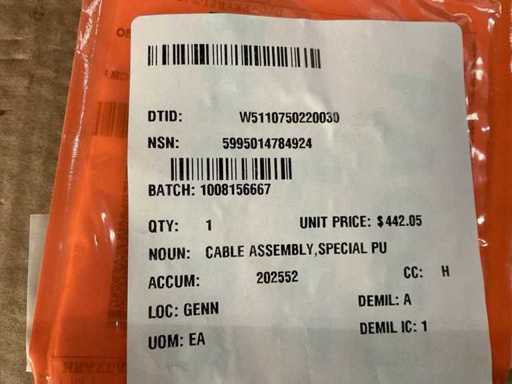 DTID: W5110750220030
NSN: 5995014784924
BATCH: 1008156667
QTY: 1 UNIT PRICE: $442.05
NOUN: CABLE ASSEMBLY,SPECIAL PU
ACCUM: 202552 CC: H
LOC: GENN DEMIL: A
UOM: EA DEMIL IC: 1